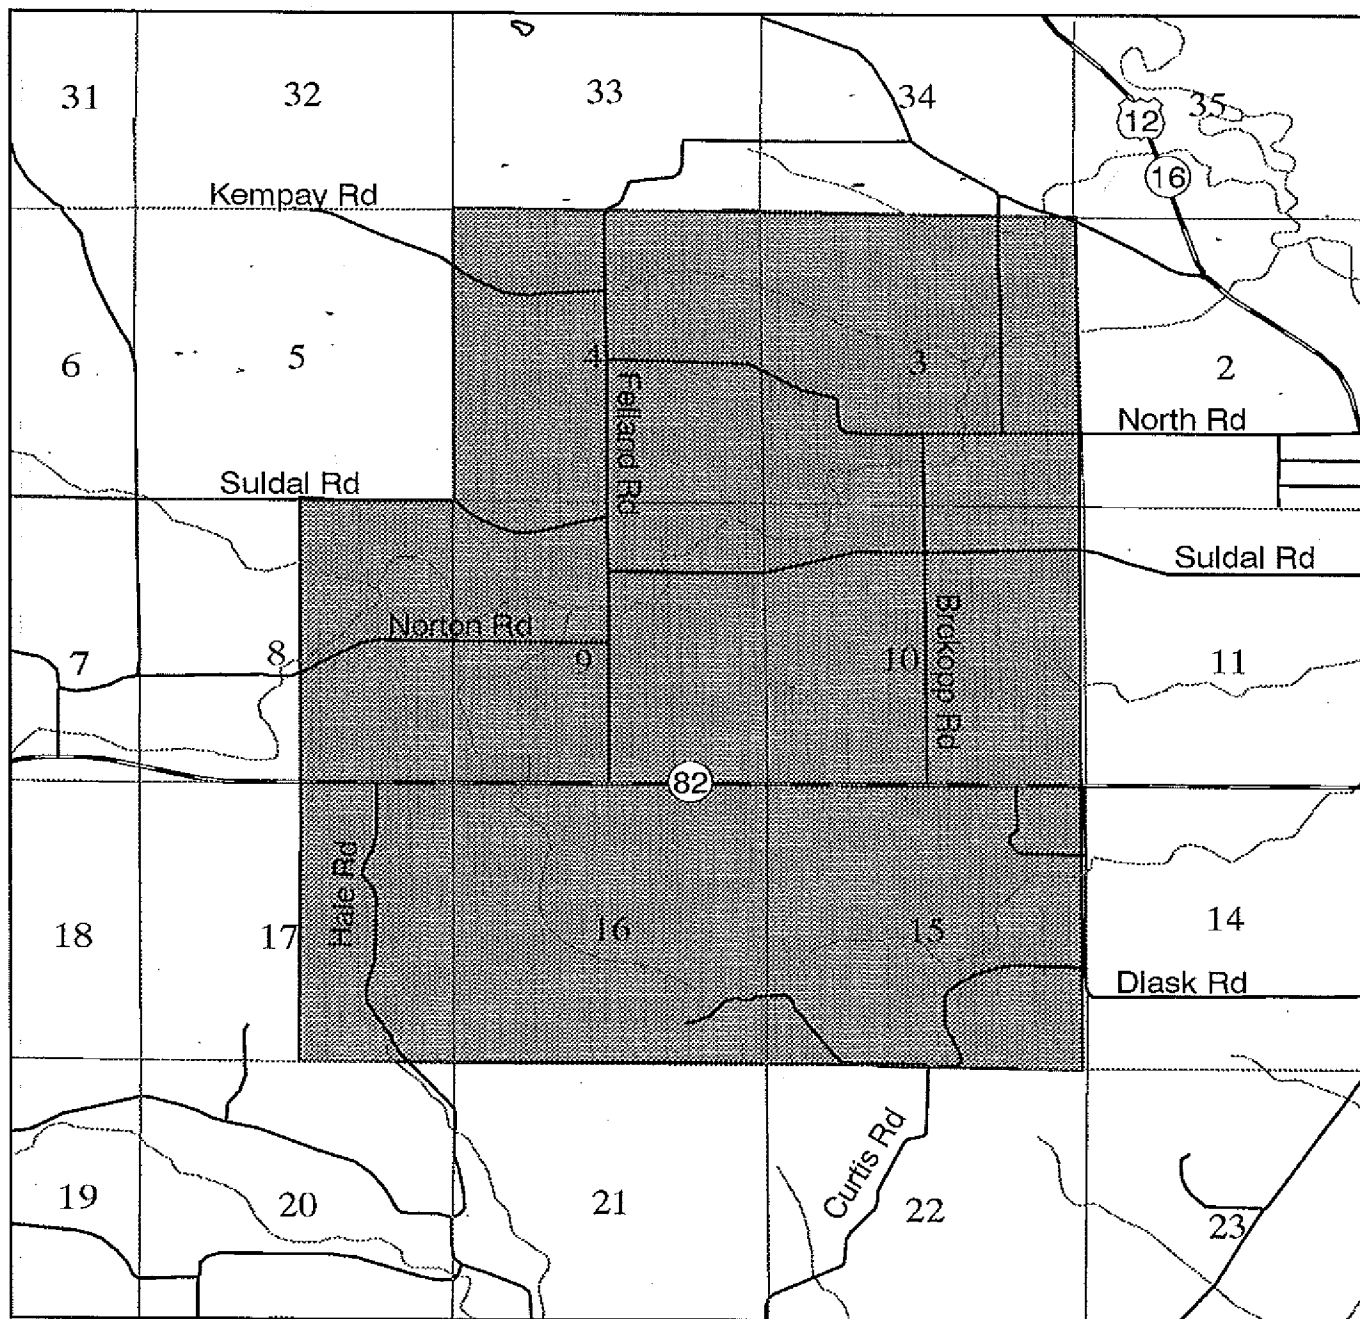 31 32 33 34 35
12
16
Kempay Rd
6 5 4 3 2
Felland Rd
North Rd
Suldal Rd
Suldal Rd
Norton Rd
Brokopp Rd
7 8 9 10 11
82
Hale Rd
18 17 16 15 14
Dlask Rd
Curtis Rd
19 20 21 22 23